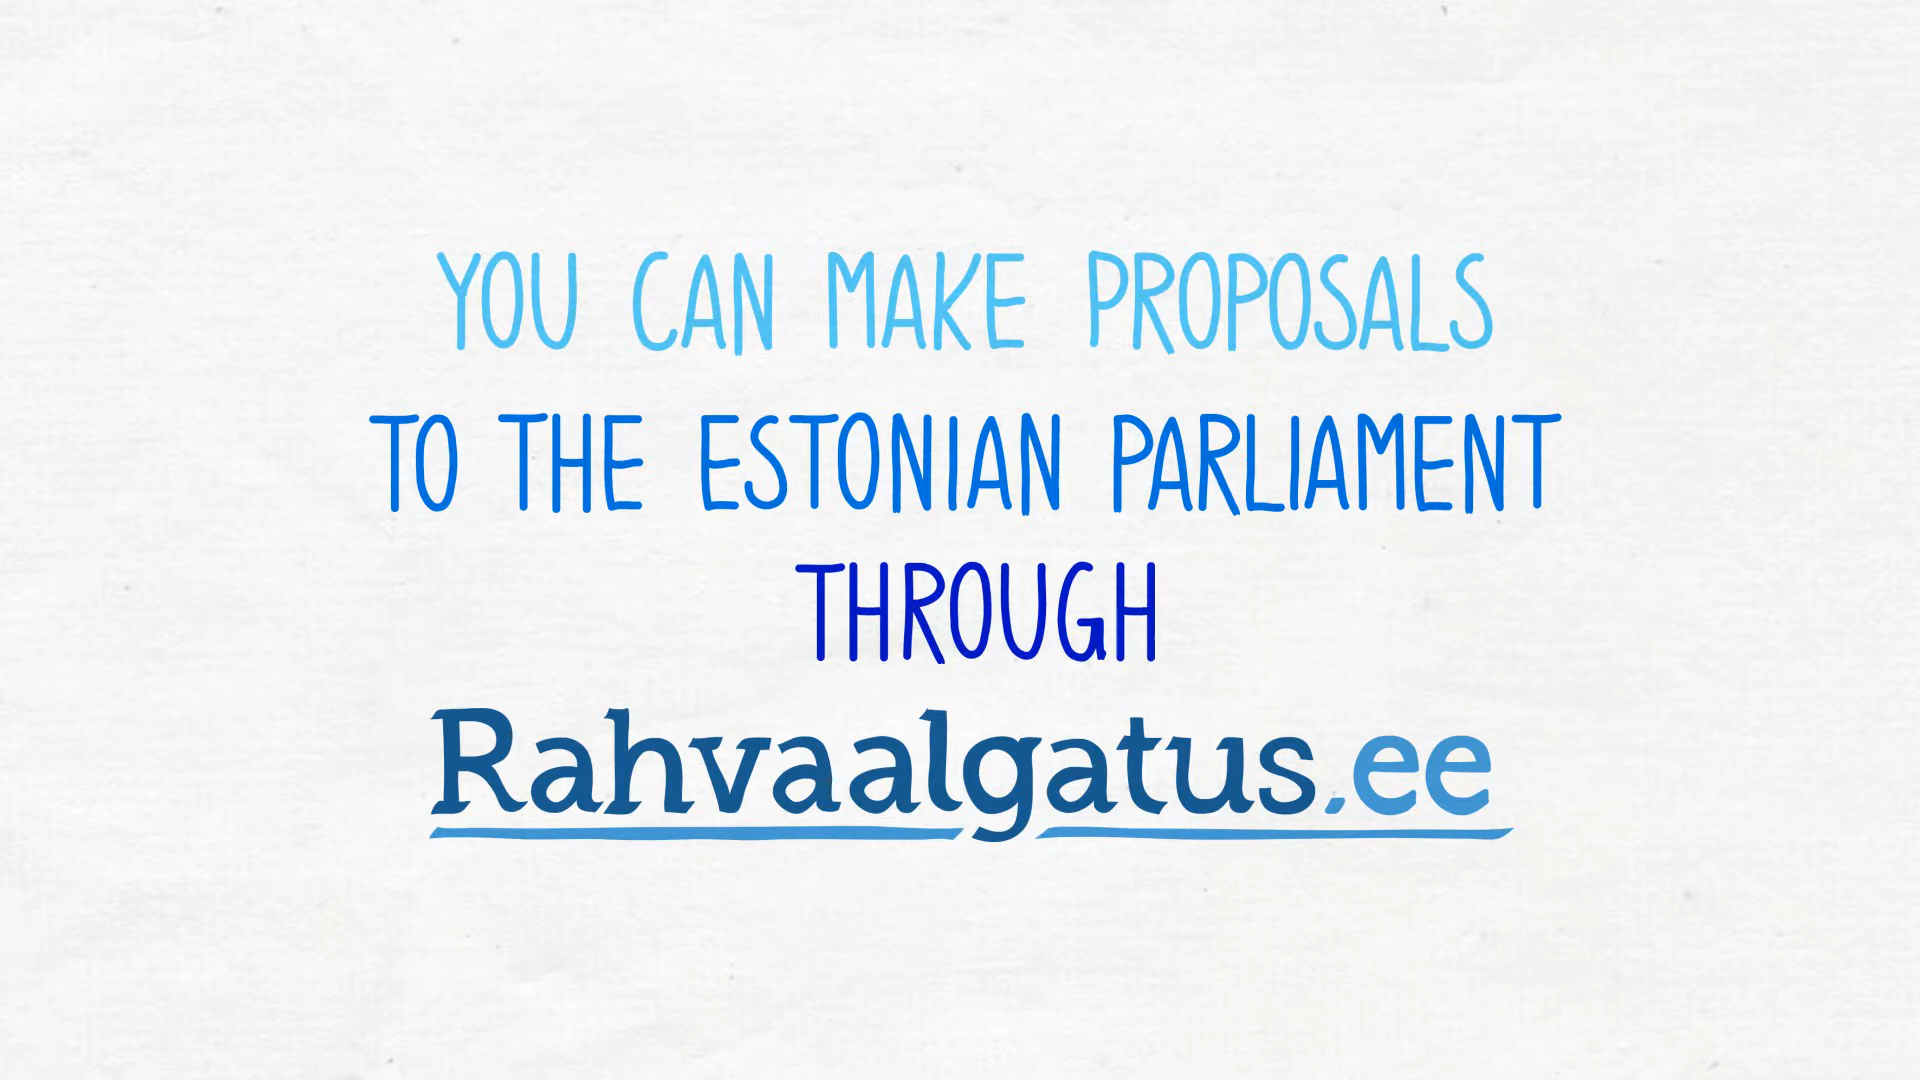 YOU CAN MAKE PROPOSALS
TO THE ESTONIAN PARLIAMENT
THROUGH
Rahvaalgatus.ee